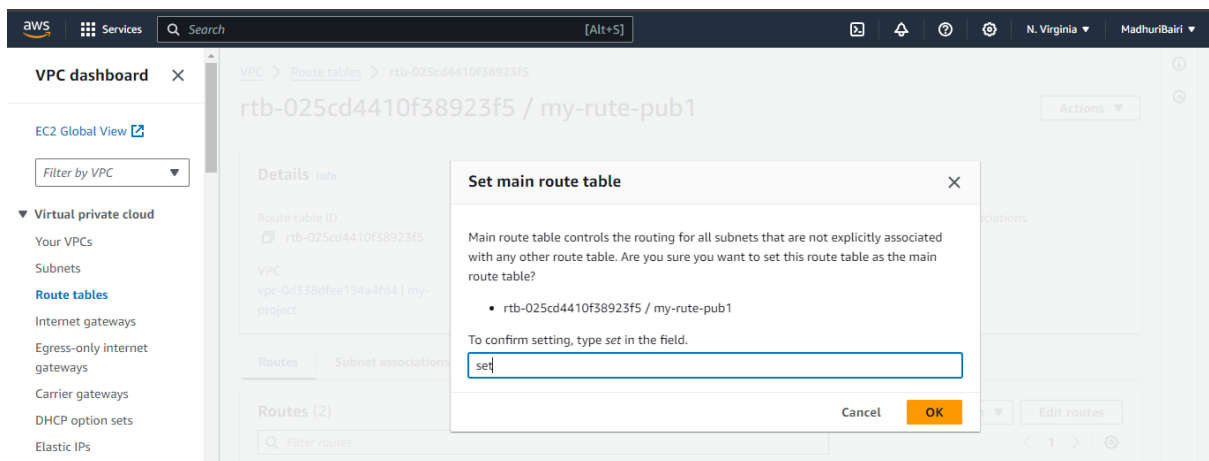 aws Services Search [Alt+S] N. Virginia MadhuriBairi
VPC dashboard
EC2 Global View
Filter by VPC
Virtual private cloud
Your VPCs
Subnets
Route tables
Internet gateways
Egress-only internet
gateways
Carrier gateways
DHCP option sets
Elastic IPs
VPC > Route tables > rtb-025cd4410f38923f5
rtb-025cd4410f38923f5 / my-rute-pub1
Actions
Details Info
Route table ID
rtb-025cd4410f38923f5
VPC
vpc-0d338dfee194a4fd4 | my-
project
Set main route table
Main route table controls the routing for all subnets that are not explicitly associated
with any other route table. Are you sure you want to set this route table as the main
route table?
• rtb-025cd4410f38923f5 / my-rute-pub1
To confirm setting, type set in the field.
set
Cancel OK
Routes Subnet associations
Routes (2)
Edit routes
Filter routes
< 1 >